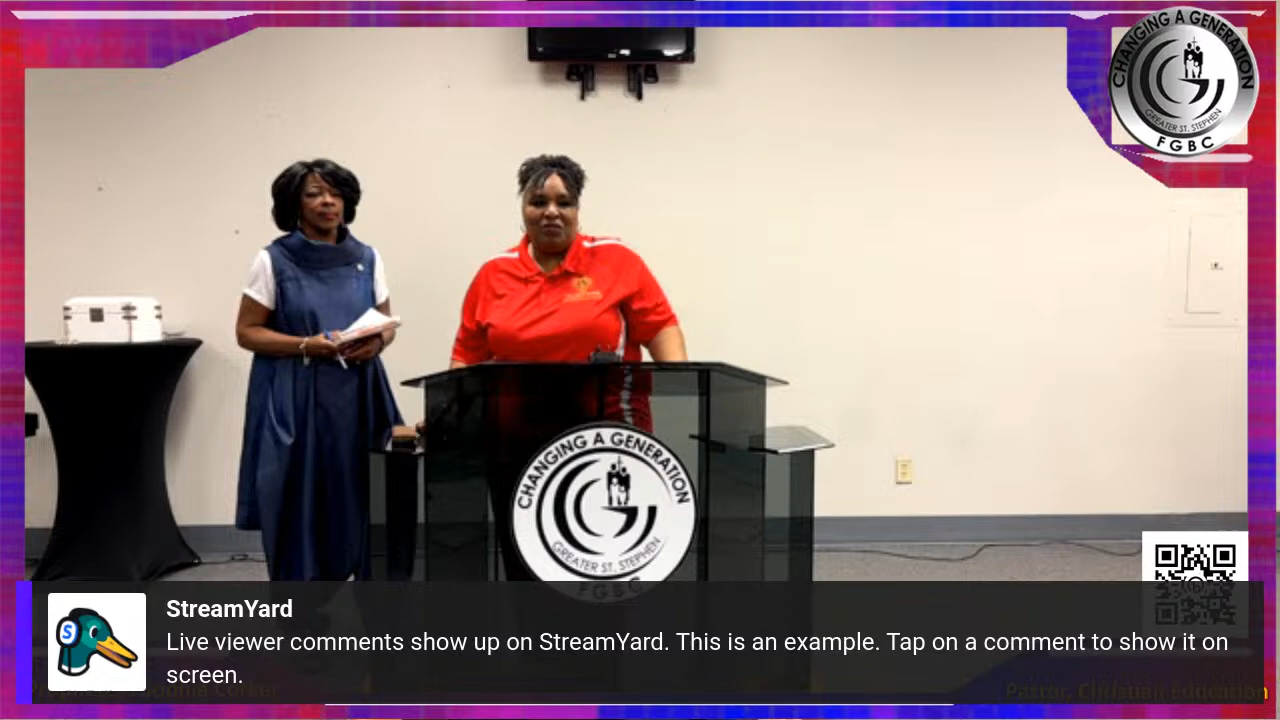 CHANGING A GENERATION
GREATER ST. STEPHEN
FGBC
CHANGING A GENERATION
GREATER ST. STEPHEN
FGBC
StreamYard
Live viewer comments show up on StreamYard. This is an example. Tap on a comment to show it on
screen.
Pastor, Christian Education